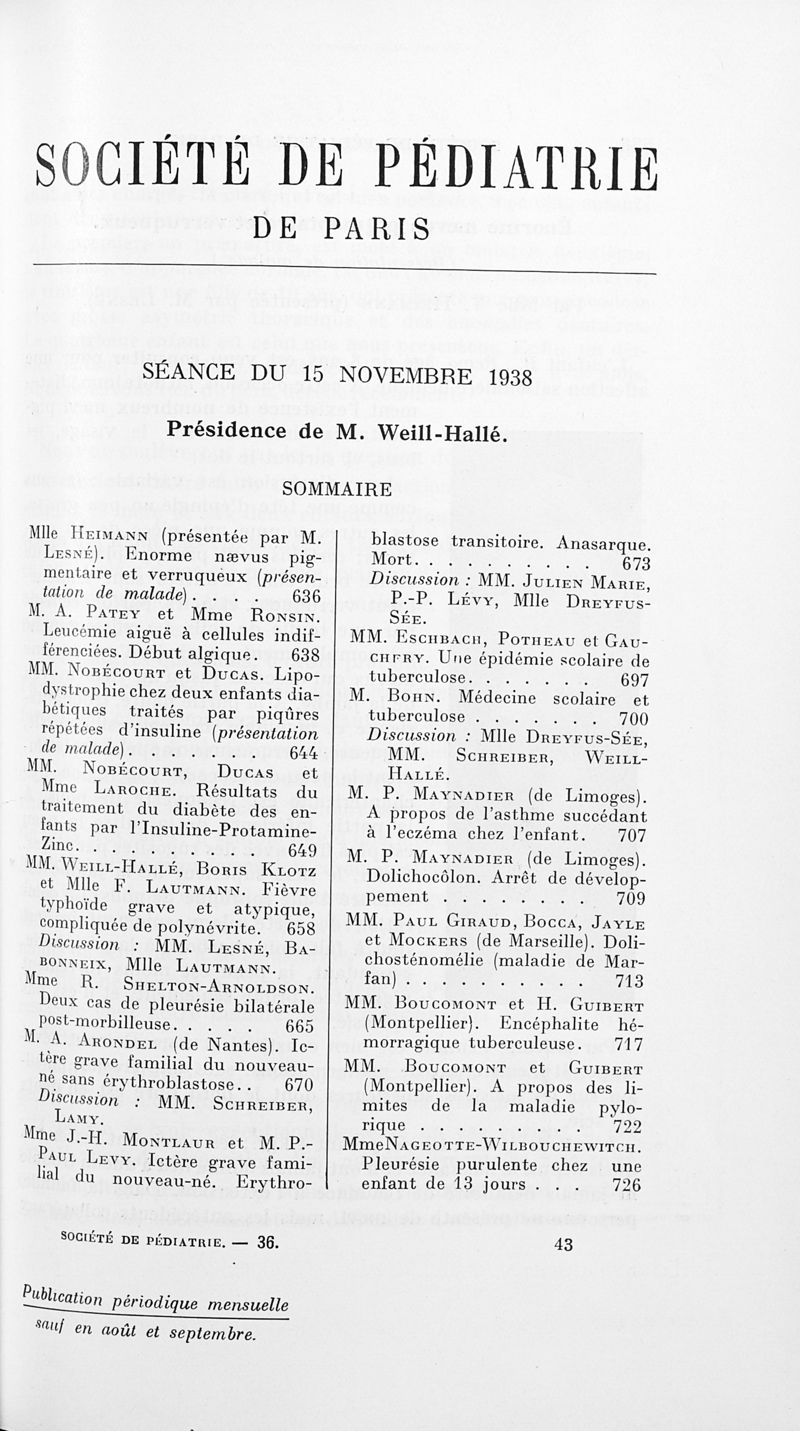 SOCIÉTÉ DE PÉDIATRIE
DE PARIS
SÉANCE DU 15 NOVEMBRE 1938
Présidence de M. Weill-Hallé.
SOMMAIRE
Mlle HEIMANN (présentée par M.
LESNÉ). Enorme nævus pig-
mentaire et verruqueux (présen-
tation de malade) . . . . 636
M. A. PATEY et Mme RONSIN.
Leucémie aiguë à cellules indif-
férenciées. Début algique. 638
MM. NOBÉCOURT et DUCAS. Lipo-
dystrophie chez deux enfants dia-
bétiques traités par piqûres
répétées d'insuline (présentation
de malade) . . . . . . . 644
MM. NOBÉCOURT, DUCAS et
Mme LAROCHE. Résultats du
traitement du diabète des en-
fants par l'Insuline-Protamine-
Zinc. . . . . . . . . . 649
MM. WEILL-HALLÉ, BORIS KLOTZ
et Mlle F. LAUTMANN. Fièvre
typhoïde grave et atypique,
compliquée de polynévrite. 658
Discussion : MM. LESNÉ, BA-
BONNEIX, Mlle LAUTMANN.
Mme R. SHELTON-ARNOLDSON.
Deux cas de pleurésie bilatérale
post-morbilleuse. . . . . 665
M. A. ARONDEL (de Nantes). Ic-
tère grave familial du nouveau-
né sans érythroblastose. . 670
Discussion : MM. SCHREIBER,
LAMY.
Mme J.-H. MONTLAUR et M. P.-
PAUL LEVY. Ictère grave fami-
lial du nouveau-né. Erythro-
blastose transitoire. Anasarque.
Mort. . . . . . . . . . 673
Discussion : MM. JULIEN MARIE,
P.-P. LÉVY, Mlle DREYFUS-
SÉE.
MM. ESCHBACH, POTHEAU et GAU-
CHERY. Une épidémie scolaire de
tuberculose. . . . . . . 697
M. BOHN. Médecine scolaire et
tuberculose . . . . . . . 700
Discussion : Mlle DREYFUS-SÉE,
MM. SCHREIBER, WEILL-
HALLÉ.
M. P. MAYNADIER (de Limoges).
A propos de l'asthme succédant
à l'eczéma chez l'enfant. 707
M. P. MAYNADIER (de Limoges).
Dolichocôlon. Arrêt de dévelop-
pement . . . . . . . . 709
MM. PAUL GIRAUD, BOCCA, JAYLE
et MOCKERS (de Marseille). Doli-
chosténomélie (maladie de Mar-
fan) . . . . . . . . . . 713
MM. BOUCOMONT et H. GUIBERT
(Montpellier). Encéphalite hé-
morragique tuberculeuse. 717
MM. BOUCOMONT et GUIBERT
(Montpellier). A propos des li-
mites de la maladie pylo-
rique . . . . . . . . . 722
Mme NAGEOTTE-WILBOUCHEWITCH.
Pleurésie purulente chez une
enfant de 13 jours . . . 726
SOCIÉTÉ DE PÉDIATRIE. — 36.
43
Publication périodique mensuelle
sauf en août et septembre.